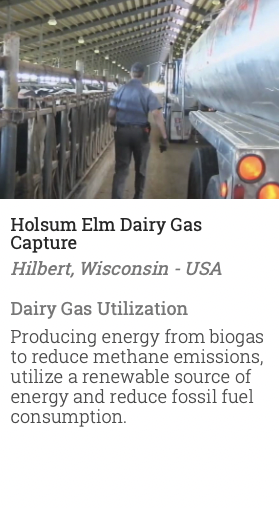 Holsum Elm Dairy Gas
Capture
Hilbert, Wisconsin - USA
Dairy Gas Utilization
Producing energy from biogas
to reduce methane emissions,
utilize a renewable source of
energy and reduce fossil fuel
consumption.